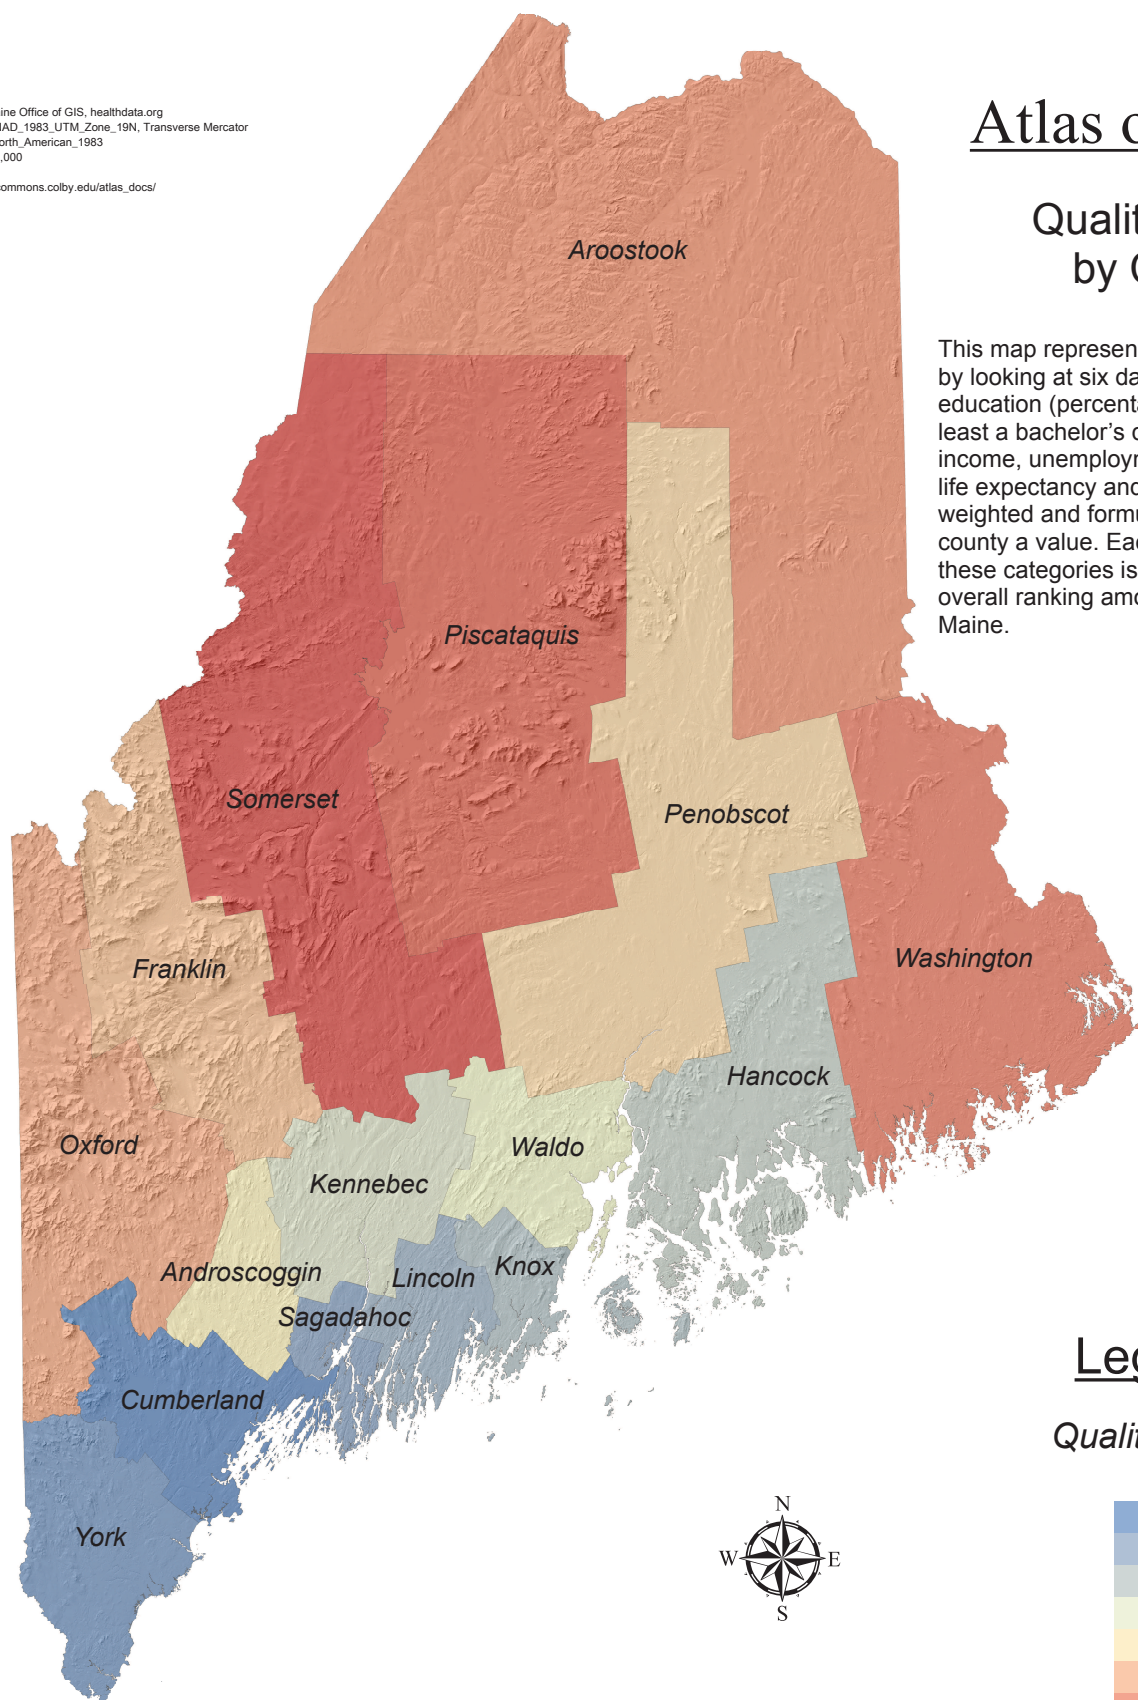 ine Office of GIS, healthdata.org
IAD_1983_UTM_Zone_19N, Transverse Mercator
orth_American_1983
,000
commons.colby.edu/atlas_docs/
Atlas o
Qualit
by
This map represen
by looking at six da
education (percenta
least a bachelor’s
income, unemployn
life expectancy and
weighted and formu
county a value. Eac
these categories is
overall ranking amo
Maine.
Aroostook
Piscataquis
Somerset
Penobscot
Franklin
Washington
Hancock
Oxford
Waldo
Kennebec
Androscoggin
Lincoln
Knox
Sagadahoc
Cumberland
York
Leg
Qualit
N
W E
S